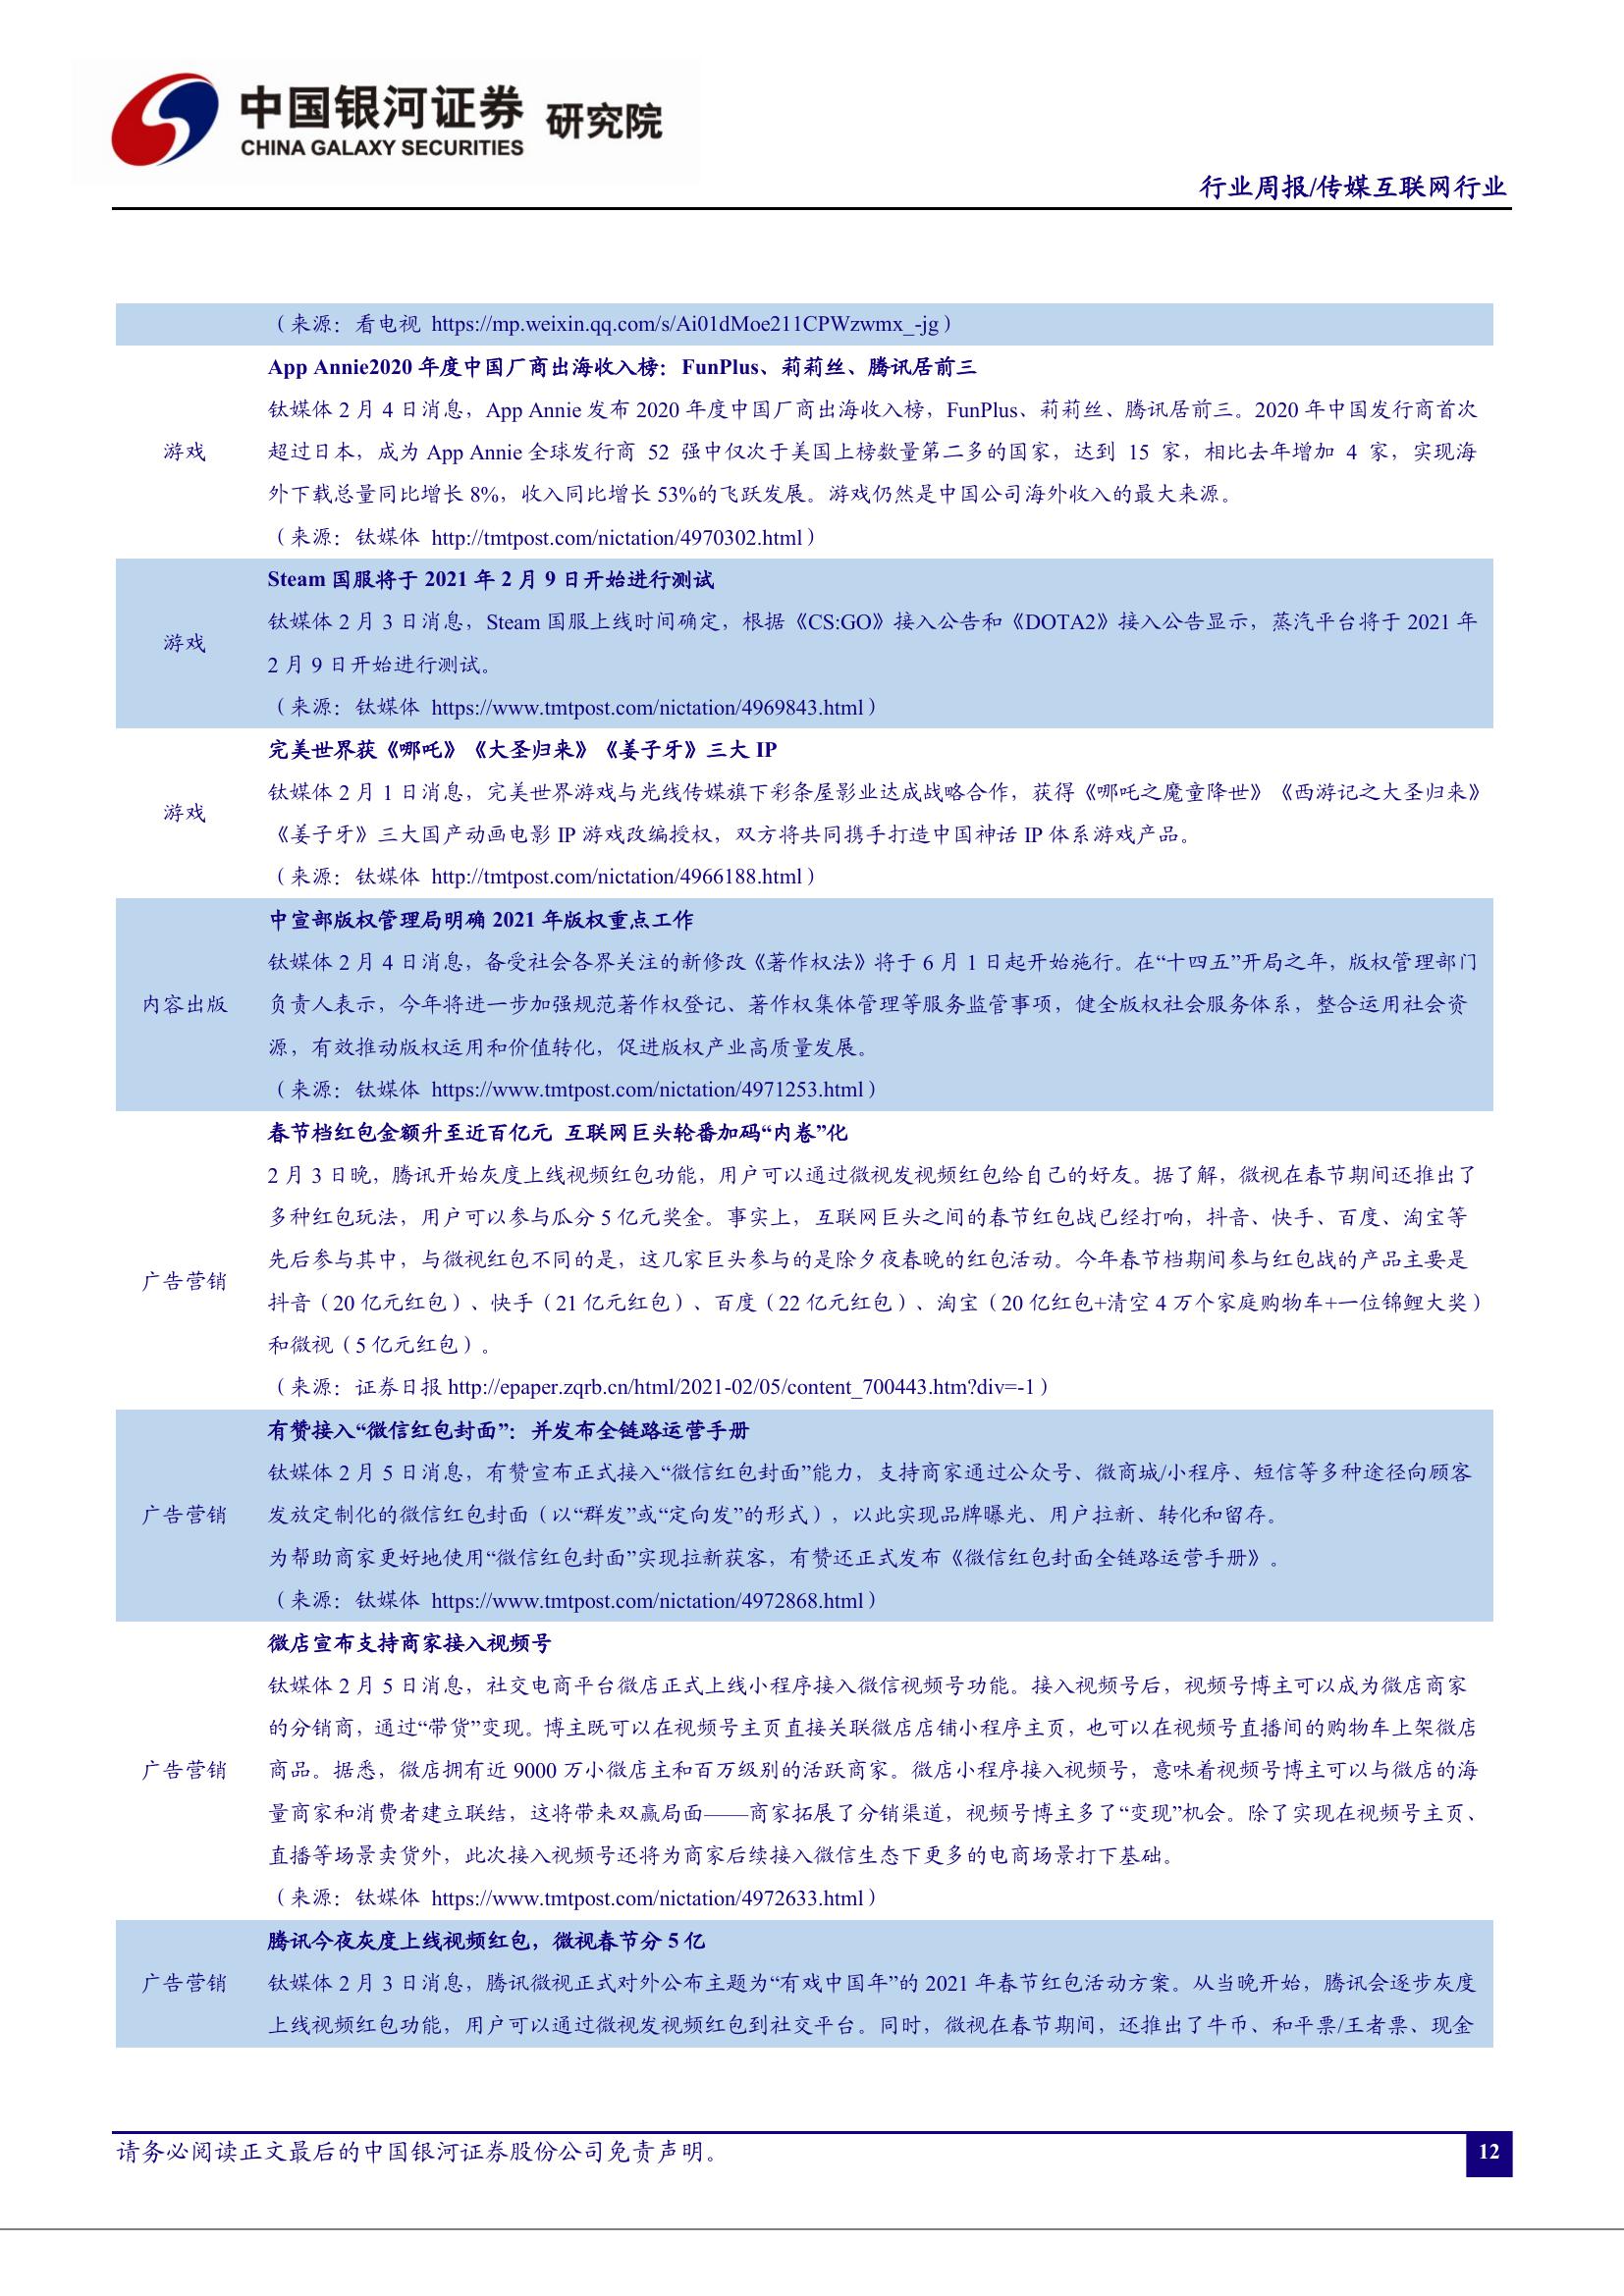 中国银河证券 研究院
CHINA GALAXY SECURITIES
行业周报/传媒互联网行业
（来源：看电视 https://mp.weixin.qq.com/s/Ai01dMoe211CPWzwmx_-jg）
App Annie2020 年度中国厂商出海收入榜：FunPlus、莉莉丝、腾讯居前三
钛媒体 2 月 4 日消息，App Annie 发布 2020 年度中国厂商出海收入榜，FunPlus、莉莉丝、腾讯居前三。2020 年中国发行商首次
游戏
超过日本，成为 App Annie 全球发行商 52 强中仅次于美国上榜数量第二多的国家，达到 15 家，相比去年增加 4 家，实现海
外下载总量同比增长 8%，收入同比增长 53%的飞跃发展。游戏仍然是中国公司海外收入的最大来源。
（来源：钛媒体 http://tmtpost.com/nictation/4970302.html）
Steam 国服将于 2021 年 2 月 9 日开始进行测试
钛媒体 2 月 3 日消息，Steam 国服上线时间确定，根据《CS:GO》接入公告和《DOTA2》接入公告显示，蒸汽平台将于 2021 年
游戏
2 月 9 日开始进行测试。
（来源：钛媒体 https://www.tmtpost.com/nictation/4969843.html）
完美世界获《哪吒》《大圣归来》《姜子牙》三大 IP
钛媒体 2 月 1 日消息，完美世界游戏与光线传媒旗下彩条屋影业达成战略合作，获得《哪吒之魔童降世》《西游记之大圣归来》
游戏
《姜子牙》三大国产动画电影 IP 游戏改编授权，双方将共同携手打造中国神话 IP 体系游戏产品。
（来源：钛媒体 http://tmtpost.com/nictation/4966188.html）
中宣部版权管理局明确 2021 年版权重点工作
钛媒体 2 月 4 日消息，备受社会各界关注的新修改《著作权法》将于 6 月 1 日起开始施行。在“十四五”开局之年，版权管理部门
内容出版
负责人表示，今年将进一步加强规范著作权登记、著作权集体管理等服务监管事项，健全版权社会服务体系，整合运用社会资
源，有效推动版权运用和价值转化，促进版权产业高质量发展。
（来源：钛媒体 https://www.tmtpost.com/nictation/4971253.html）
春节档红包金额升至近百亿元 互联网巨头轮番加码“内卷”化
2 月 3 日晚，腾讯开始灰度上线视频红包功能，用户可以通过微视发视频红包给自己的好友。据了解，微视在春节期间还推出了
多种红包玩法，用户可以参与瓜分 5 亿元奖金。事实上，互联网巨头之间的春节红包战已经打响，抖音、快手、百度、淘宝等
先后参与其中，与微视红包不同的是，这几家巨头参与的是除夕夜春晚的红包活动。今年春节档期间参与红包战的产品主要是
广告营销
抖音（20 亿元红包）、快手（21 亿元红包）、百度（22 亿元红包）、淘宝（20 亿红包+清空 4 万个家庭购物车+一位锦鲤大奖）
和微视（5 亿元红包）。
（来源：证券日报 http://epaper.zqrb.cn/html/2021-02/05/content_700443.htm?div=-1）
有赞接入“微信红包封面”：并发布全链路运营手册
钛媒体 2 月 5 日消息，有赞宣布正式接入“微信红包封面”能力，支持商家通过公众号、微商城/小程序、短信等多种途径向顾客
广告营销
发放定制化的微信红包封面（以“群发”或“定向发”的形式），以此实现品牌曝光、用户拉新、转化和留存。
为帮助商家更好地使用“微信红包封面”实现拉新获客，有赞还正式发布《微信红包封面全链路运营手册》。
（来源：钛媒体 https://www.tmtpost.com/nictation/4972868.html）
微店宣布支持商家接入视频号
钛媒体 2 月 5 日消息，社交电商平台微店正式上线小程序接入微信视频号功能。接入视频号后，视频号博主可以成为微店商家
的分销商，通过“带货”变现。博主既可以在视频号主页直接关联微店店铺小程序主页，也可以在视频号直播间的购物车上架微店
广告营销
商品。据悉，微店拥有近 9000 万小微店主和百万级别的活跃商家。微店小程序接入视频号，意味着视频号博主可以与微店的海
量商家和消费者建立联结，这将带来双赢局面——商家拓展了分销渠道，视频号博主多了“变现”机会。除了实现在视频号主页、
直播等场景卖货外，此次接入视频号还将为商家后续接入微信生态下更多的电商场景打下基础。
（来源：钛媒体 https://www.tmtpost.com/nictation/4972633.html）
腾讯今夜灰度上线视频红包，微视春节分 5 亿
广告营销
钛媒体 2 月 3 日消息，腾讯微视正式对外公布主题为“有戏中国年”的 2021 年春节红包活动方案。从当晚开始，腾讯会逐步灰度
上线视频红包功能，用户可以通过微视发视频红包到社交平台。同时，微视在春节期间，还推出了牛币、和平票/王者票、现金
请务必阅读正文最后的中国银河证券股份公司免责声明。
12